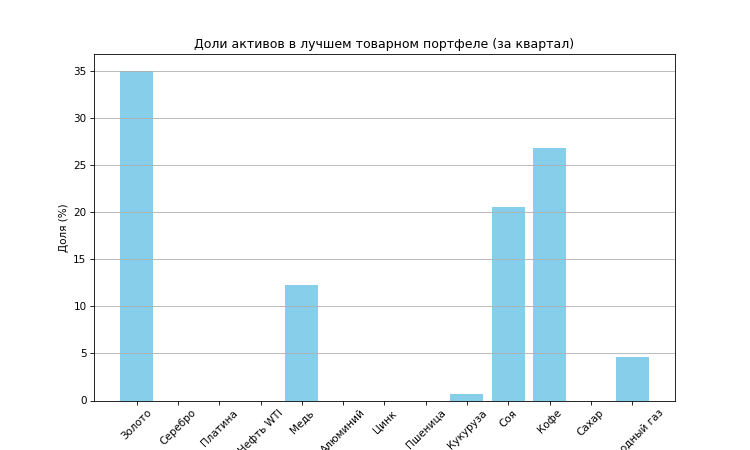 Доли активов в лучшем товарном портфеле (за квартал)
Доля (%)
35
30
25
20
15
10
5
0
Золото
Серебро
Платина
Нефть WTI
Медь
Алюминий
Цинк
Пшеница
Кукуруза
Соя
Кофе
Сахар
одный газ